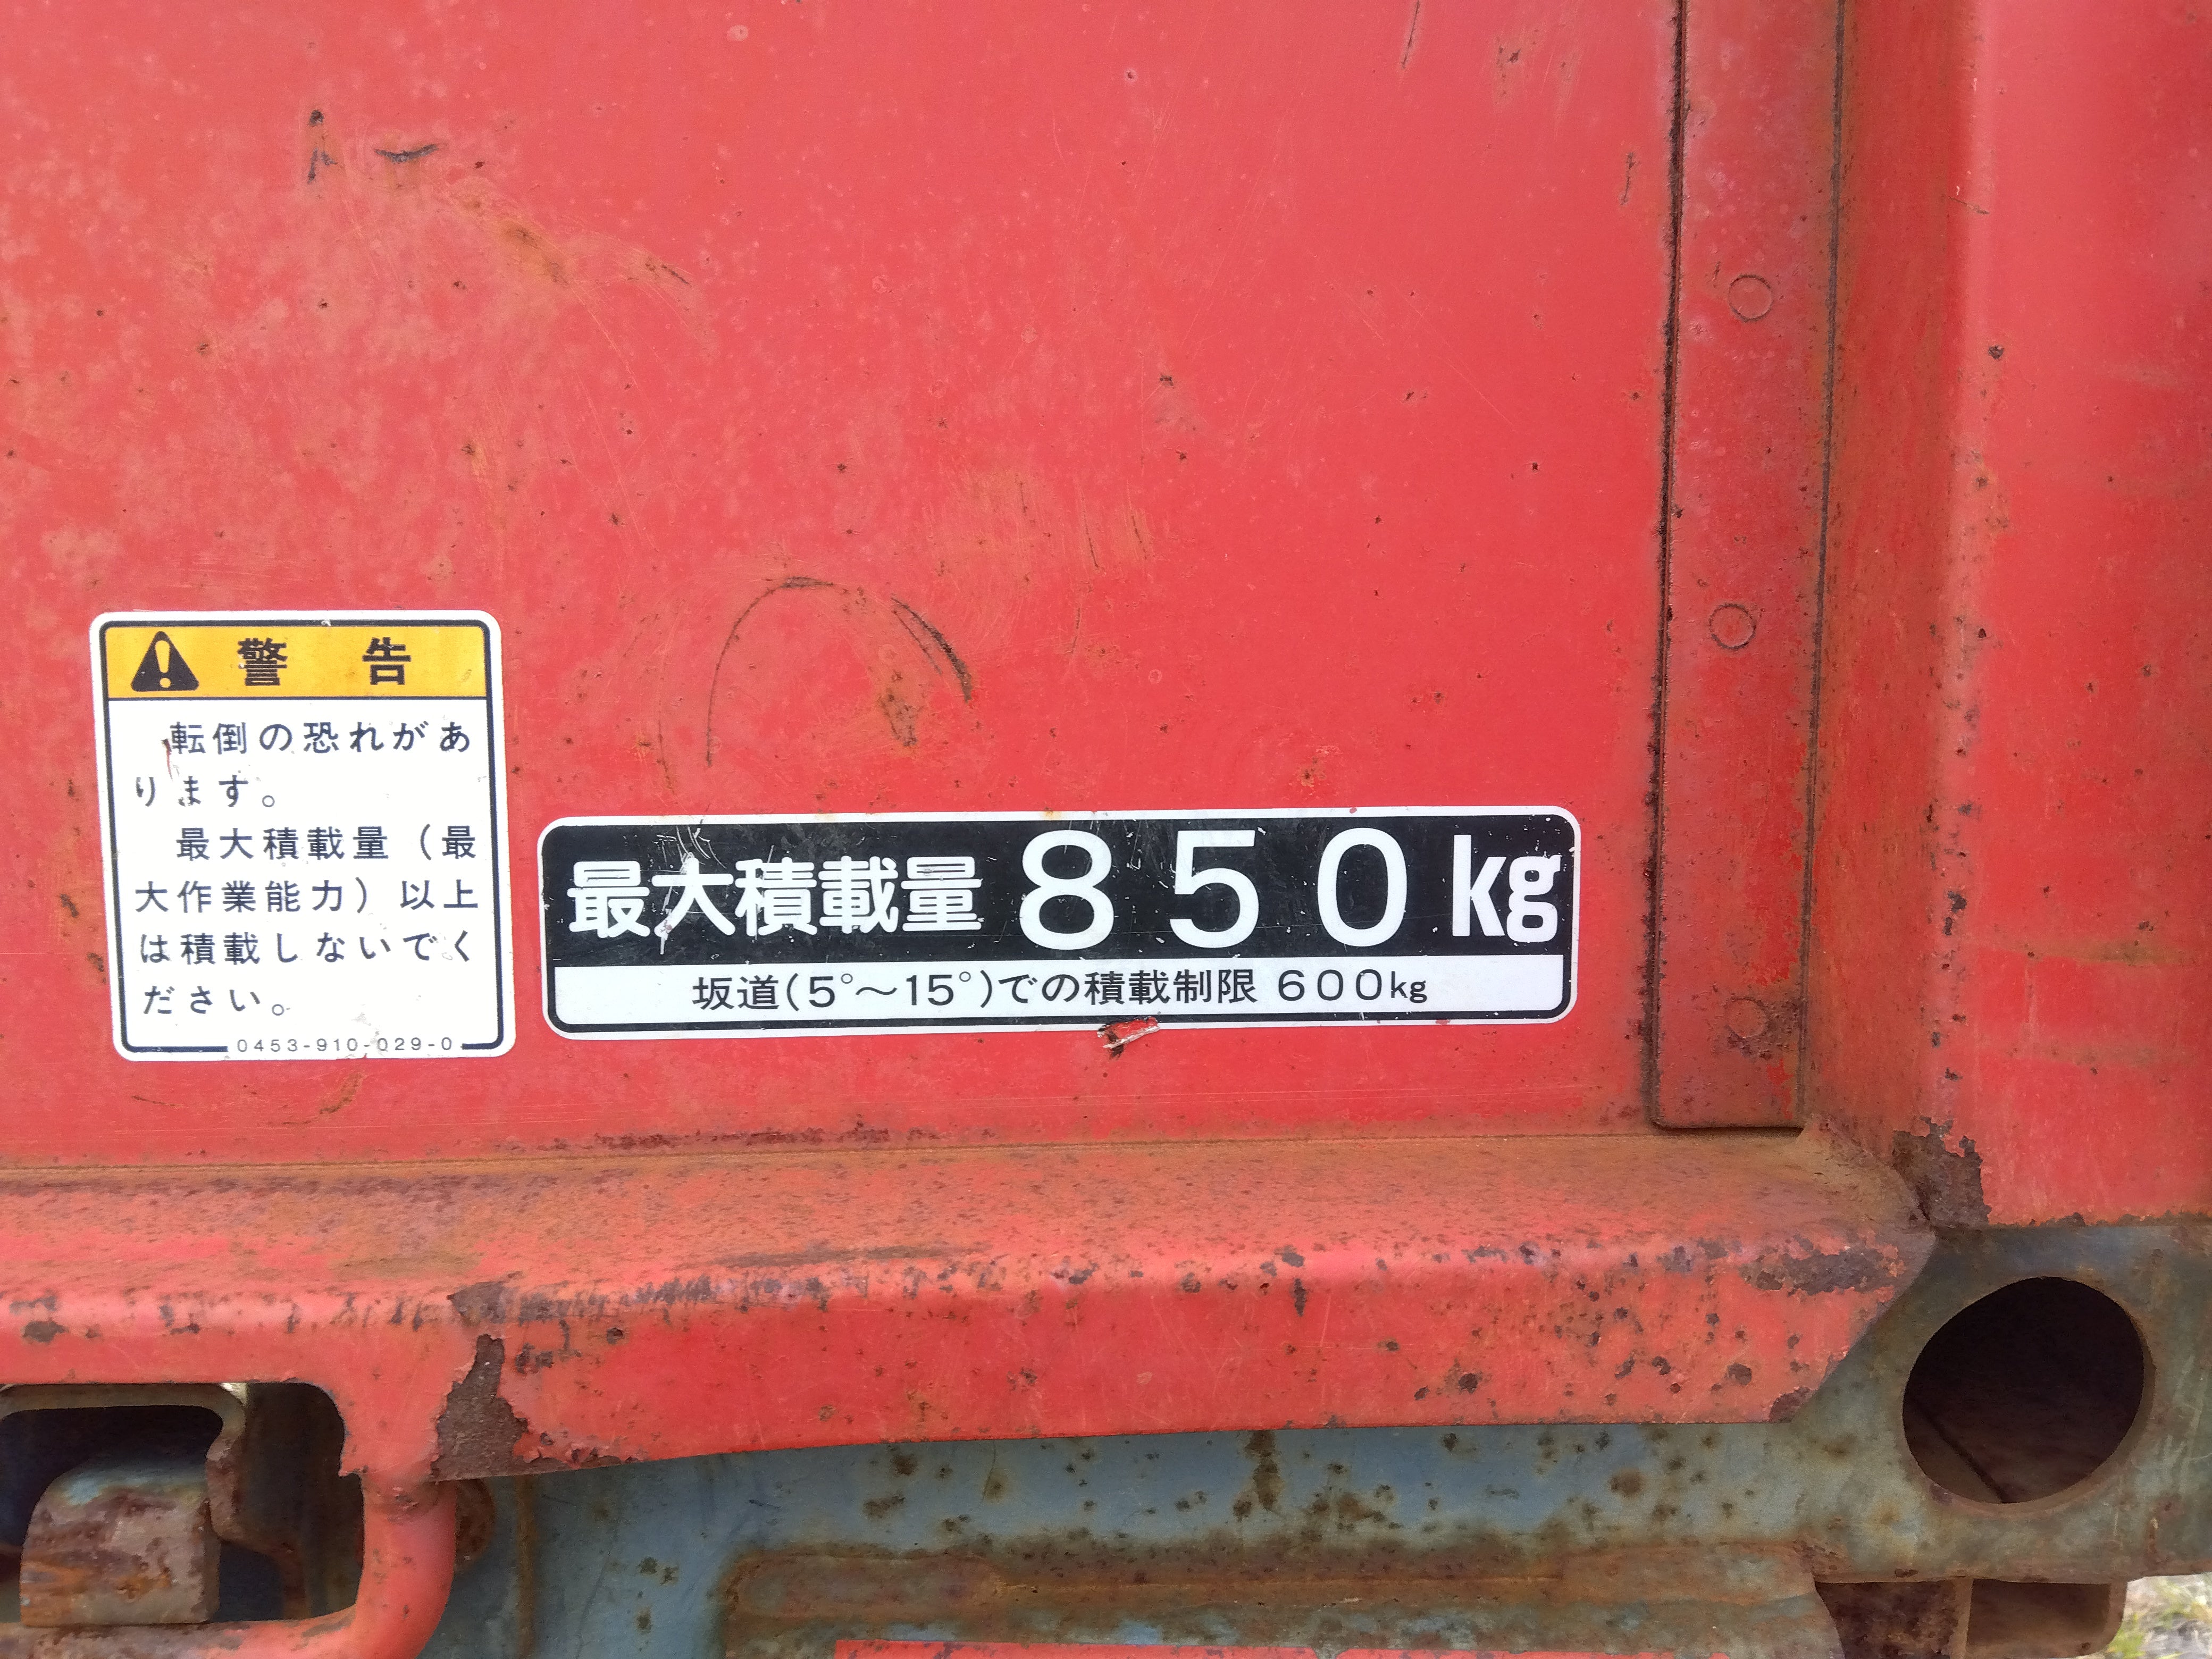 警告
転倒の恐れがあ
ります。
最大積載量(最
大作業能力)以上
は積載しないでく
ださい。
0453-910-029-0
最大積載量 850kg
坂道(5°~15°)での積載制限 600kg